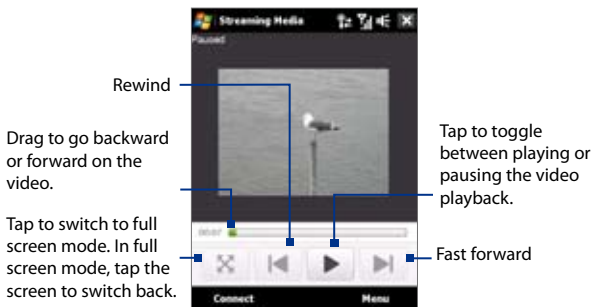 Streaming Media
Paused
Rewind
Drag to go backward
or forward on the
video.
Tap to switch to full
screen mode. In full
screen mode, tap the
screen to switch back.
Tap to toggle
between playing or
pausing the video
playback.
Fast forward
00:07
Connect
Menu